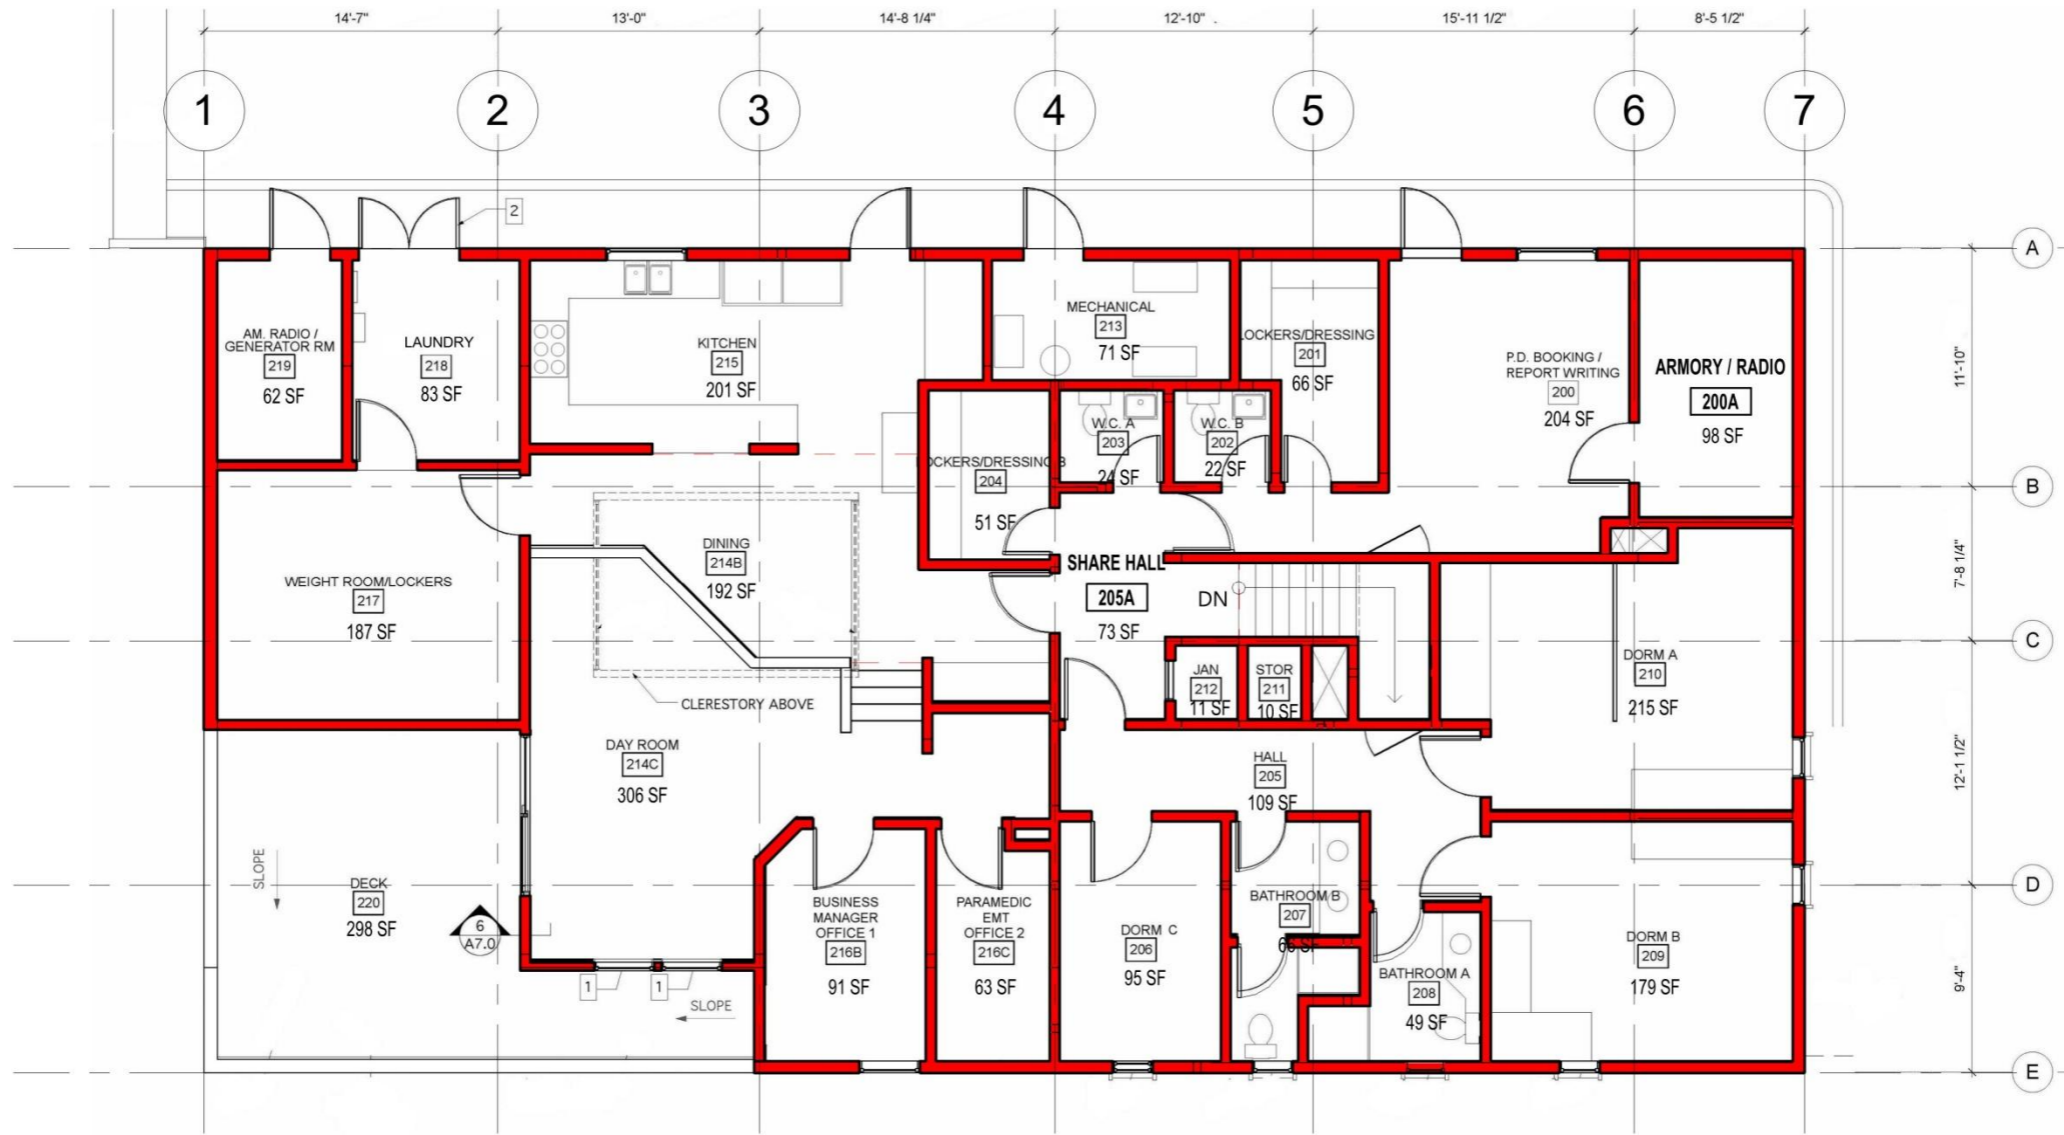 14'-7"
13'-0"
14'-8 1/4"
12'-10"
15'-11 1/2"
8'-5 1/2"
1
2
3
4
5
6
7
2
A
AM. RADIO /
GENERATOR RM
219
62 SF
LAUNDRY
218
83 SF
KITCHEN
215
201 SF
MECHANICAL
213
71 SF
LOCKERS/DRESSING
201
66 SF
P.D. BOOKING /
REPORT WRITING
200
204 SF
ARMORY / RADIO
200A
98 SF
11'-10"
W.C. A
203
24 SF
W.C. B
202
22 SF
LOCKERS/DRESSING B
204
51 SF
B
DINING
214B
192 SF
SHARE HALL
205A
73 SF
DN
WEIGHT ROOM/LOCKERS
217
187 SF
7'-8 1/4"
C
JAN
212
11 SF
STOR
211
10 SF
DORM A
210
215 SF
CLERESTORY ABOVE
DAY ROOM
214C
306 SF
HALL
205
109 SF
12'-1 1/2"
SLOPE
DECK
220
298 SF
6
A7.0
D
BUSINESS
MANAGER
OFFICE 1
216B
91 SF
PARAMEDIC
EMT
OFFICE 2
216C
63 SF
DORM C
206
95 SF
BATHROOM B
207
66 SF
BATHROOM A
208
49 SF
DORM B
209
179 SF
9'-4"
1
1
SLOPE
E